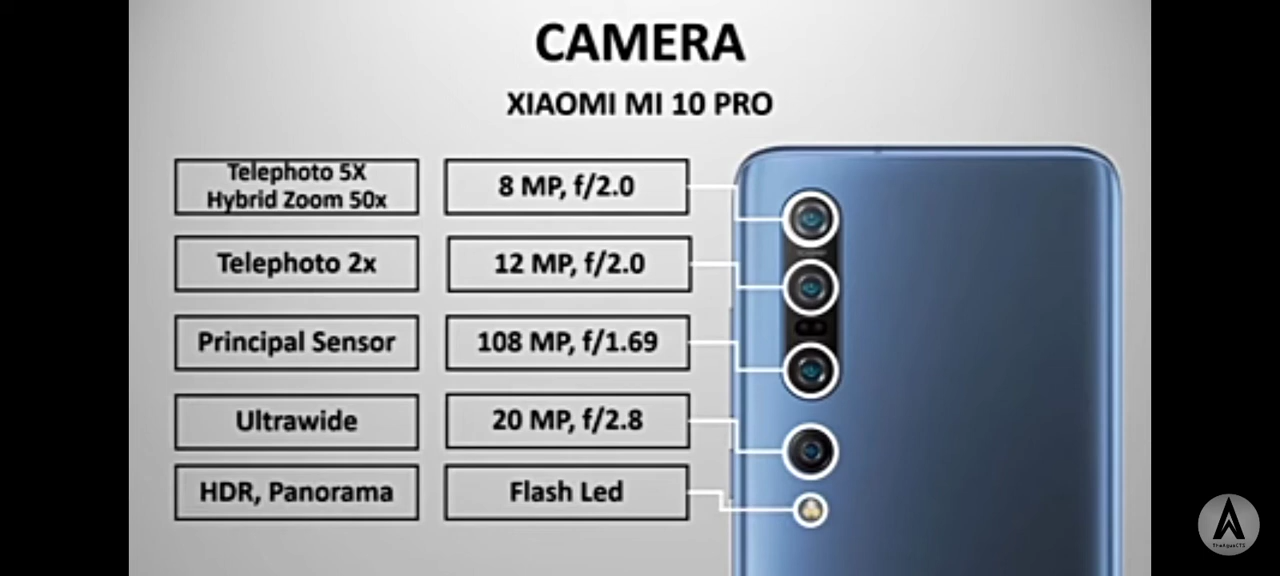 CAMERA
XIAOMI MI 10 PRO
Telephoto 5X
Hybrid Zoom 50x
8 MP, f/2.0
Telephoto 2x
12 MP, f/2.0
Principal Sensor
108 MP, f/1.69
Ultrawide
20 MP, f/2.8
HDR, Panorama
Flash Led
TheAquaCTS